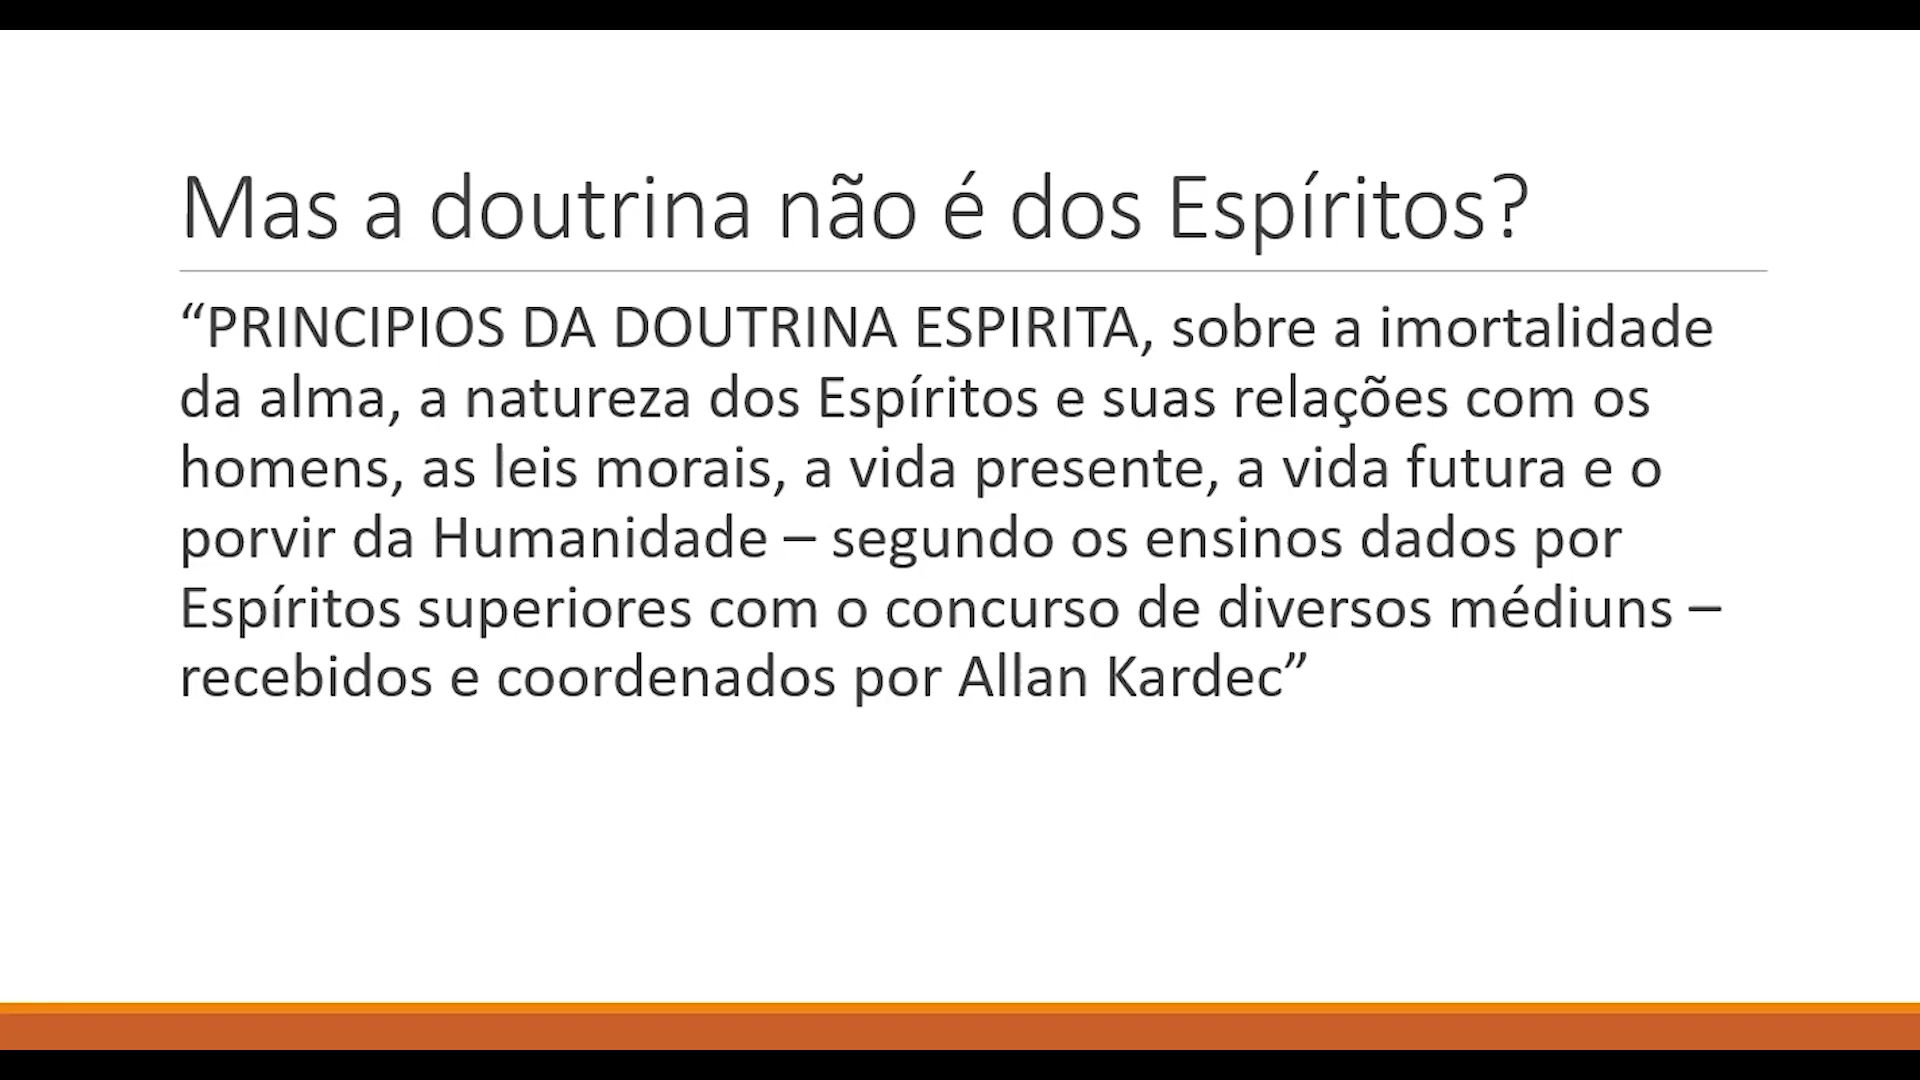 Mas a doutrina não é dos Espíritos?
“PRINCIPIOS DA DOUTRINA ESPIRITA, sobre a imortalidade
da alma, a natureza dos Espíritos e suas relações com os
homens, as leis morais, a vida presente, a vida futura e o
porvir da Humanidade – segundo os ensinos dados por
Espíritos superiores com o concurso de diversos médiuns –
recebidos e coordenados por Allan Kardec”